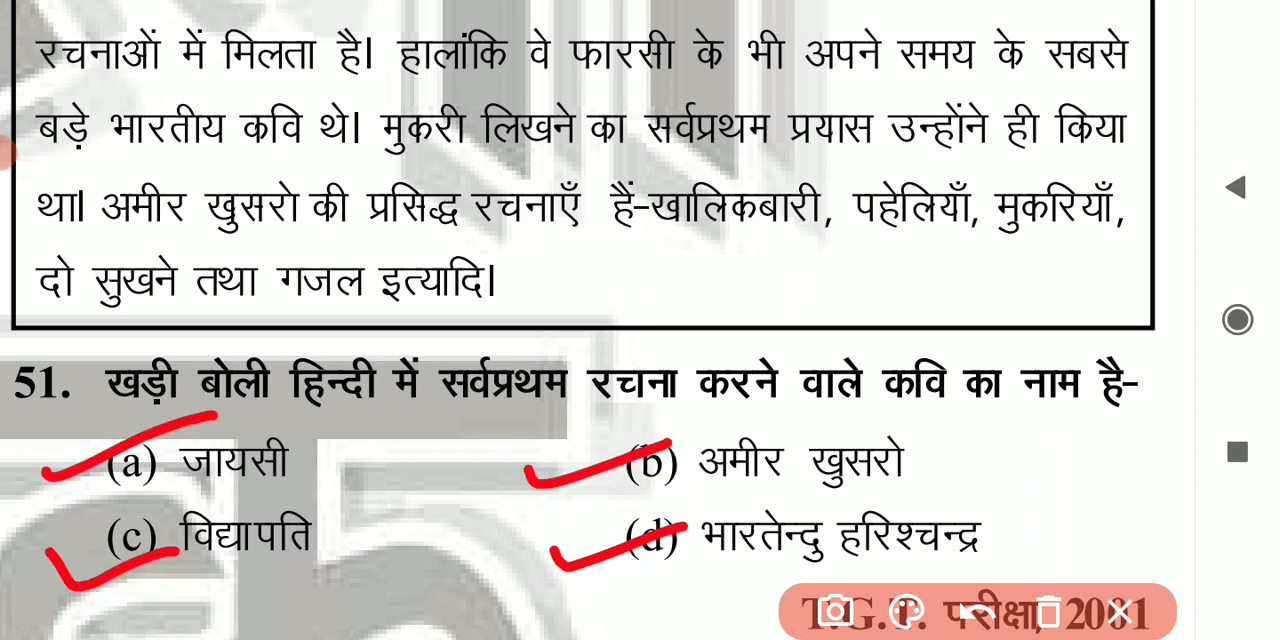 रचनाओं में मिलता है। हालांकि वे फारसी के भी अपने समय के सबसे
बड़े भारतीय कवि थे। मुकरी लिखने का सर्वप्रथम प्रयास उन्होंने ही किया
था। अमीर खुसरो की प्रसिद्ध रचनाएँ हैं-खालिकबारी, पहेलियाँ, मुकरियाँ,
दो सुखने तथा गजल इत्यादि।
51. खड़ी बोली हिन्दी में सर्वप्रथम रचना करने वाले कवि का नाम है-
(a) जायसी (b) अमीर खुसरो
(c) विद्यापति (d) भारतेन्दु हरिश्चन्द्र
T.G.T. परीक्षा, 2001